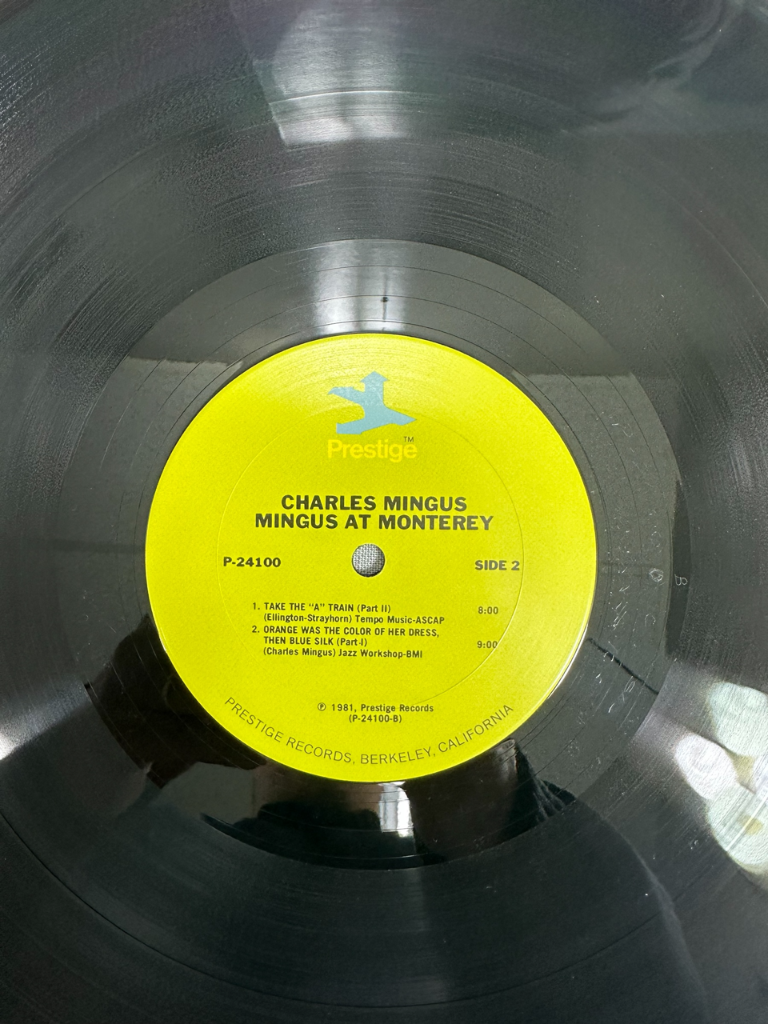 Prestige™
CHARLES MINGUS
MINGUS AT MONTEREY
P-24100 SIDE 2
1. TAKE THE "A" TRAIN (Part II) 8:00
(Ellington-Strayhorn) Tempo Music-ASCAP
2. ORANGE WAS THE COLOR OF HER DRESS,
THEN BLUE SILK (Part-I) 9:00
(Charles Mingus) Jazz Workshop-BMI
℗ 1981, Prestige Records
(P-24100-B)
PRESTIGE RECORDS, BERKELEY, CALIFORNIA
B